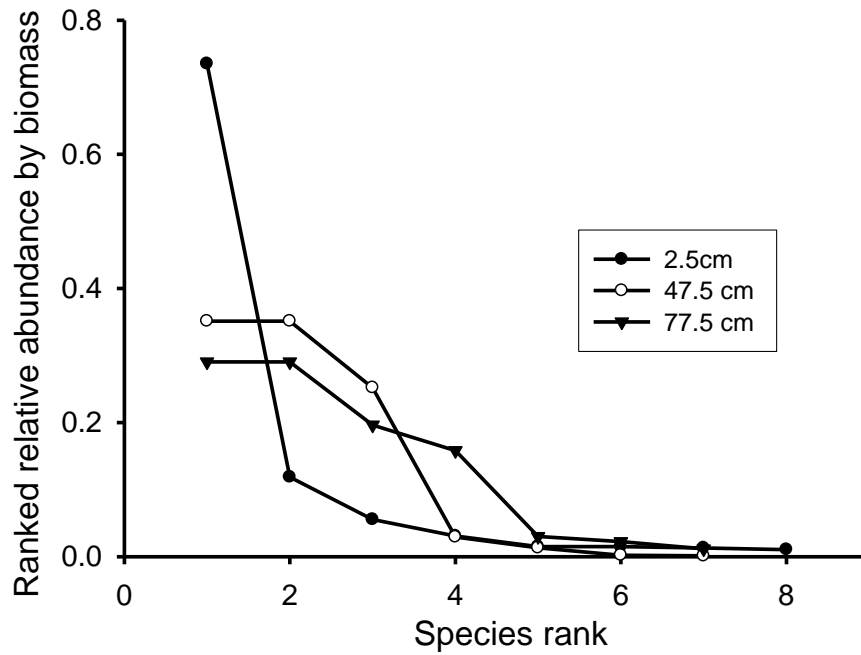 Ranked relative abundance by biomass
0.8
0.6
0.4
0.2
0.0
2.5cm
47.5 cm
77.5 cm
0 2 4 6 8
Species rank